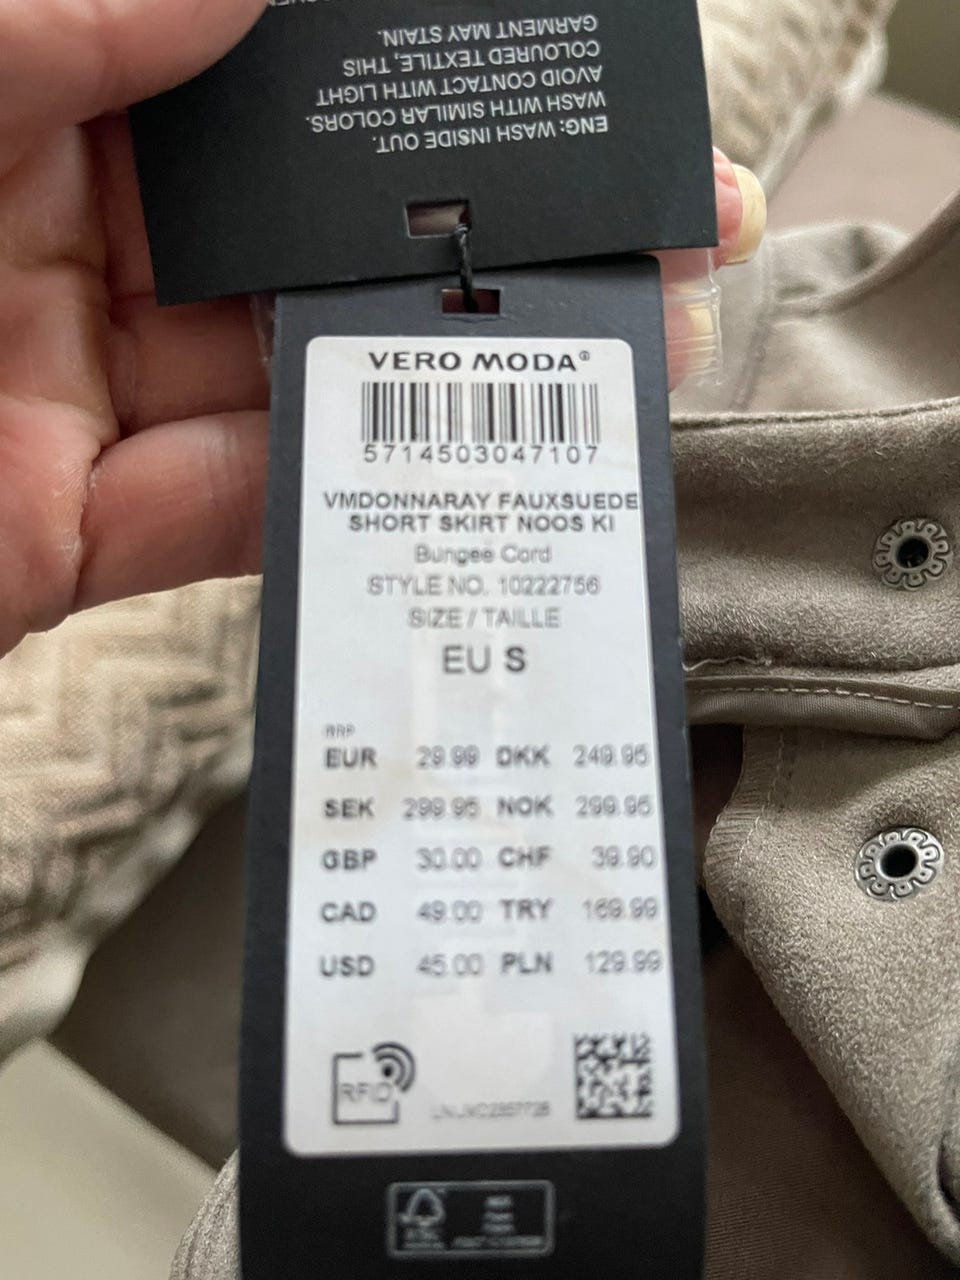 ENG: WASH INSIDE OUT.
WASH WITH SIMILAR COLORS.
AVOID CONTACT WITH LIGHT
COLOURED TEXTILE, THIS
GARMENT MAY STAIN.
VERO MODA®
5714503047107
VMDONNARAY FAUXSUEDE
SHORT SKIRT NOOS KI
Bungee Cord
STYLE NO. 10222756
SIZE / TAILLE
EU S
RRP
EUR 29.99 DKK 249.95
SEK 299.95 NOK 299.95
GBP 30.00 CHF 39.90
CAD 49.00 TRY 169.99
USD 45.00 PLN 129.99
RFID